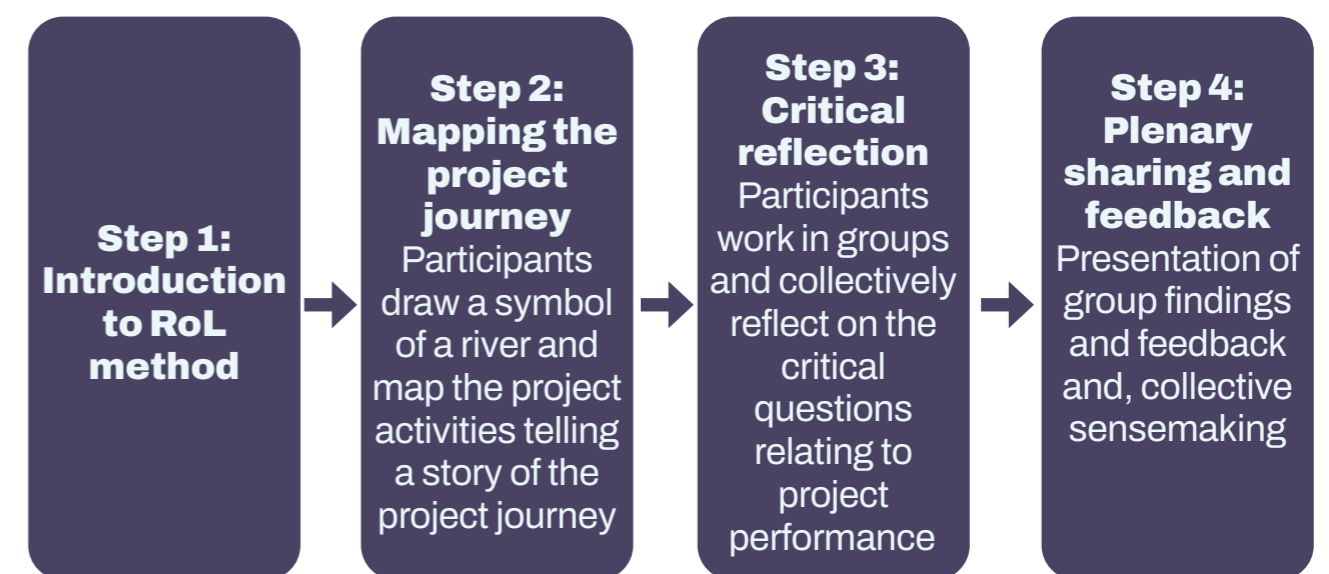 Step 1:
Introduction
to RoL
method
Step 2:
Mapping the
project
journey
Participants
draw a symbol
of a river and
map the project
activities telling
a story of the
project journey
Step 3:
Critical
reflection
Participants
work in groups
and collectively
reflect on the
critical
questions
relating to
project
performance
Step 4:
Plenary
sharing and
feedback
Presentation of
group findings
and feedback
and, collective
sensemaking